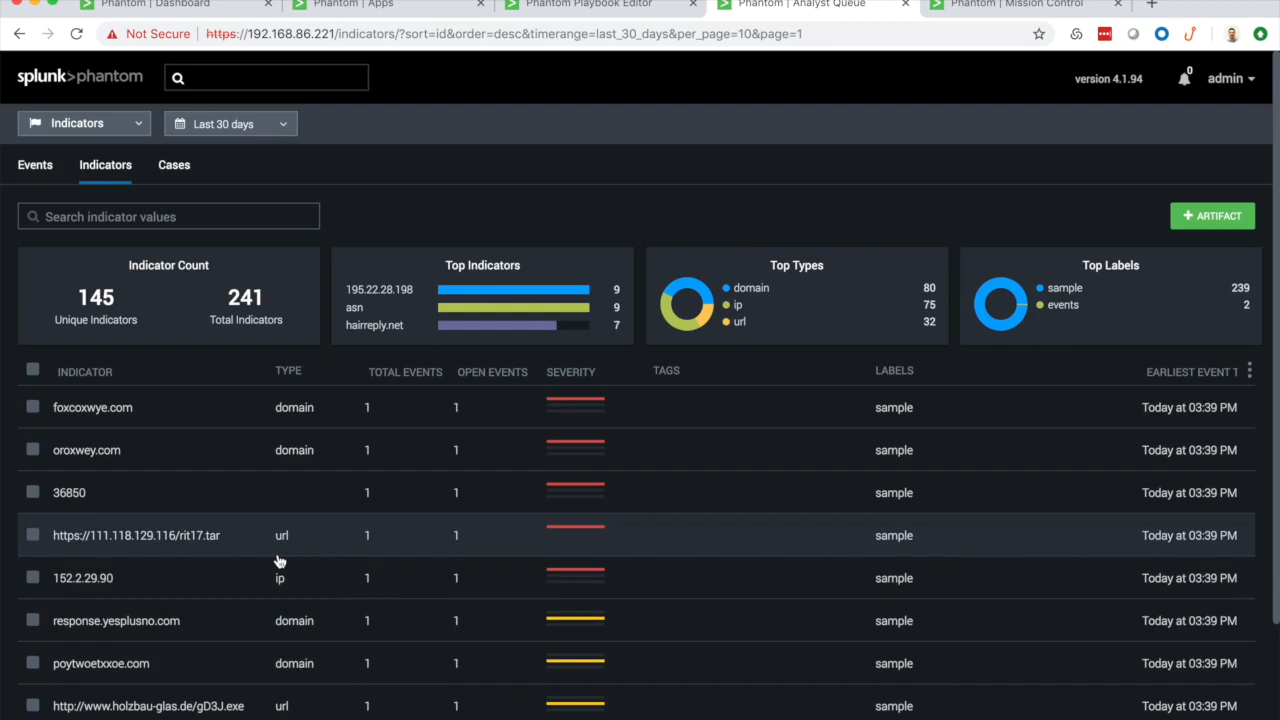 Phantom | Dashboard
Phantom | Apps
Phantom Playbook Editor
Phantom | Analyst Queue
Phantom | Mission Control
Not Secure
https://192.168.86.221/indicators/?sort=id&order=desc&timerange=last_30_days&per_page=10&page=1
splunk>phantom
version 4.1.94
0
admin
Indicators
Last 30 days
Events
Indicators
Cases
Search indicator values
+ ARTIFACT
Indicator Count
145
Unique Indicators
241
Total Indicators
Top Indicators
195.22.28.198 9
asn 9
hairreply.net 7
Top Types
domain 80
ip 75
url 32
Top Labels
sample 239
events 2
INDICATOR TYPE TOTAL EVENTS OPEN EVENTS SEVERITY TAGS LABELS EARLIEST EVENT T
foxcoxwye.com domain 1 1 sample Today at 03:39 PM
oroxwey.com domain 1 1 sample Today at 03:39 PM
36850 1 1 sample Today at 03:39 PM
https://111.118.129.116/rit17.tar url 1 1 sample Today at 03:39 PM
152.2.29.90 ip 1 1 sample Today at 03:39 PM
response.yesplusno.com domain 1 1 sample Today at 03:39 PM
poytwoetxxoe.com domain 1 1 sample Today at 03:39 PM
http://www.holzbau-glas.de/gD3J.exe url 1 1 sample Today at 03:39 PM